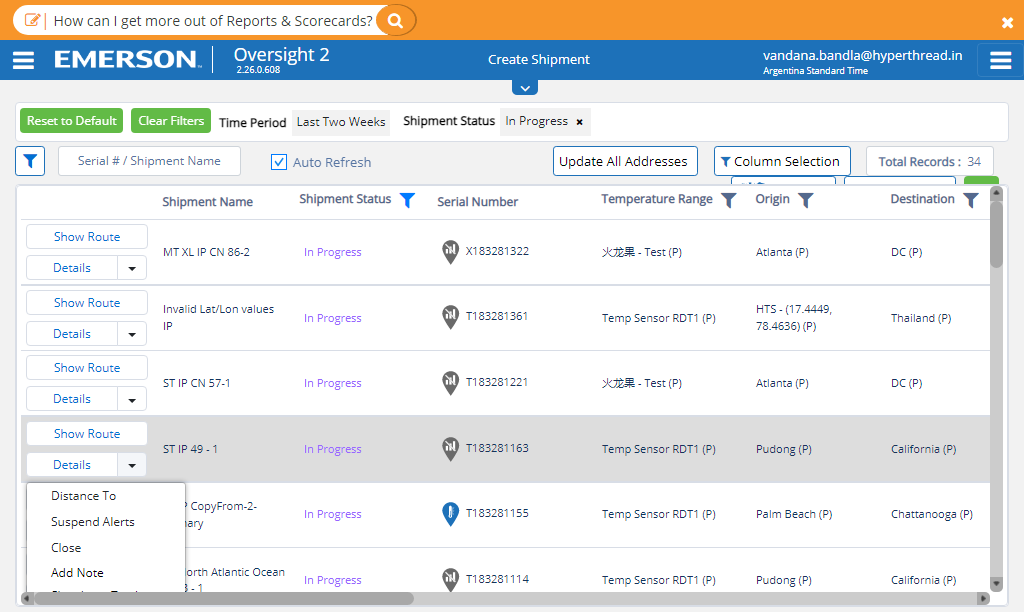 How can I get more out of Reports & Scorecards?
EMERSON Oversight 2
2.26.0.608
Create Shipment
vandana.bandla@hyperthread.in
Argentina Standard Time
Reset to Default Clear Filters Time Period Last Two Weeks Shipment Status In Progress ×
Serial # / Shipment Name Auto Refresh Update All Addresses Column Selection Total Records : 34
Shipment Name Shipment Status Serial Number Temperature Range Origin Destination
Show Route
Details
MT XL IP CN 86-2 In Progress X183281322 火龙果 - Test (P) Atlanta (P) DC (P)
Show Route
Details
Invalid Lat/Lon values
IP
In Progress T183281361 Temp Sensor RDT1 (P)
HTS - (17.4449,
78.4636) (P)
Thailand (P)
Show Route
Details
ST IP CN 57-1 In Progress T183281221 火龙果 - Test (P) Atlanta (P) DC (P)
Show Route
Details
ST IP 49 - 1 In Progress T183281163 Temp Sensor RDT1 (P) Pudong (P) California (P)
Distance To
Suspend Alerts
Close
Add Note
CopyFrom-2-
In Progress T183281155 Temp Sensor RDT1 (P) Palm Beach (P) Chattanooga (P)
North Atlantic Ocean
- 1
In Progress T183281114 Temp Sensor RDT1 (P) Pudong (P) California (P)